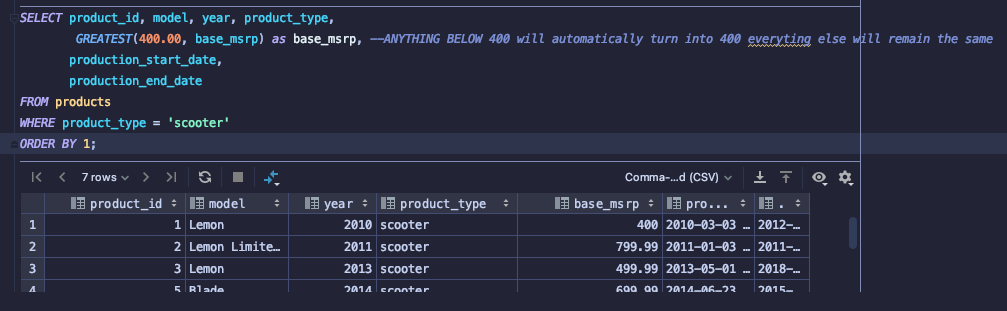 SELECT product_id, model, year, product_type,
GREATEST(400.00, base_msrp) as base_msrp, --ANYTHING BELOW 400 will automatically turn into 400 everyting else will remain the same
production_start_date,
production_end_date
FROM products
WHERE product_type = 'scooter'
ORDER BY 1;
7 rows Comma-...d (CSV)
product_id model year product_type base_msrp pro... .
1 1 Lemon 2010 scooter 400 2010-03-03 … 2012-…
2 2 Lemon Limite… 2011 scooter 799.99 2011-01-03 … 2011-…
3 3 Lemon 2013 scooter 499.99 2013-05-01 … 2018-…
4 5 Blade 2014 scooter 699.99 2014-06-23 … 2015-…